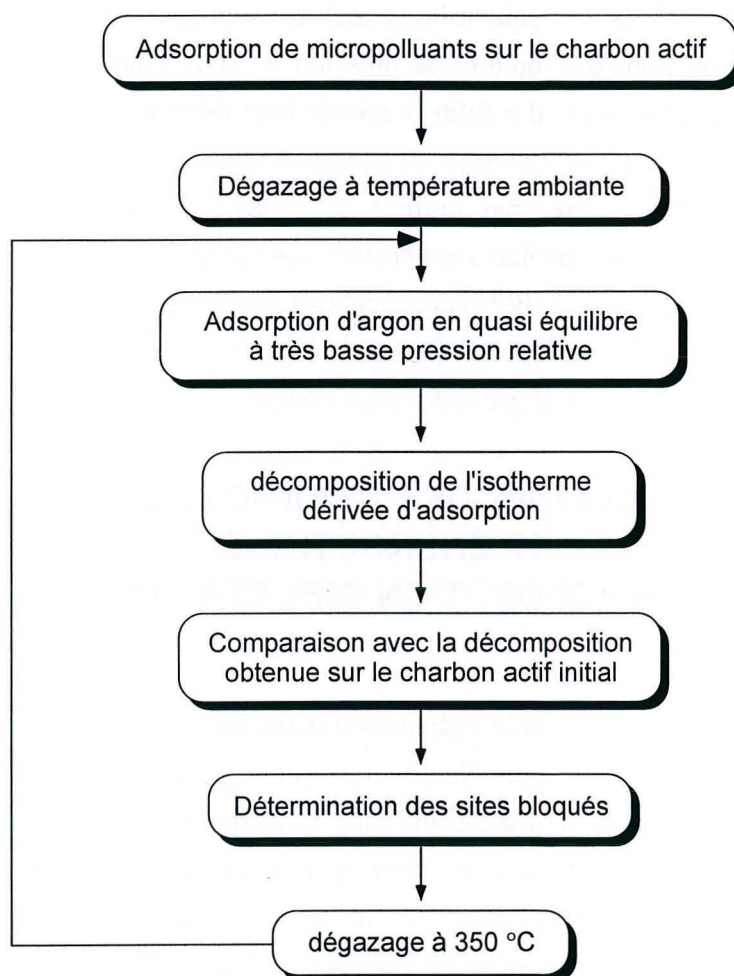 Adsorption de micropolluants sur le charbon actif
Dégazage à température ambiante
Adsorption d'argon en quasi équilibre
à très basse pression relative
décomposition de l'isotherme
dérivée d'adsorption
Comparaison avec la décomposition
obtenue sur le charbon actif initial
Détermination des sites bloqués
dégazage à 350 °C